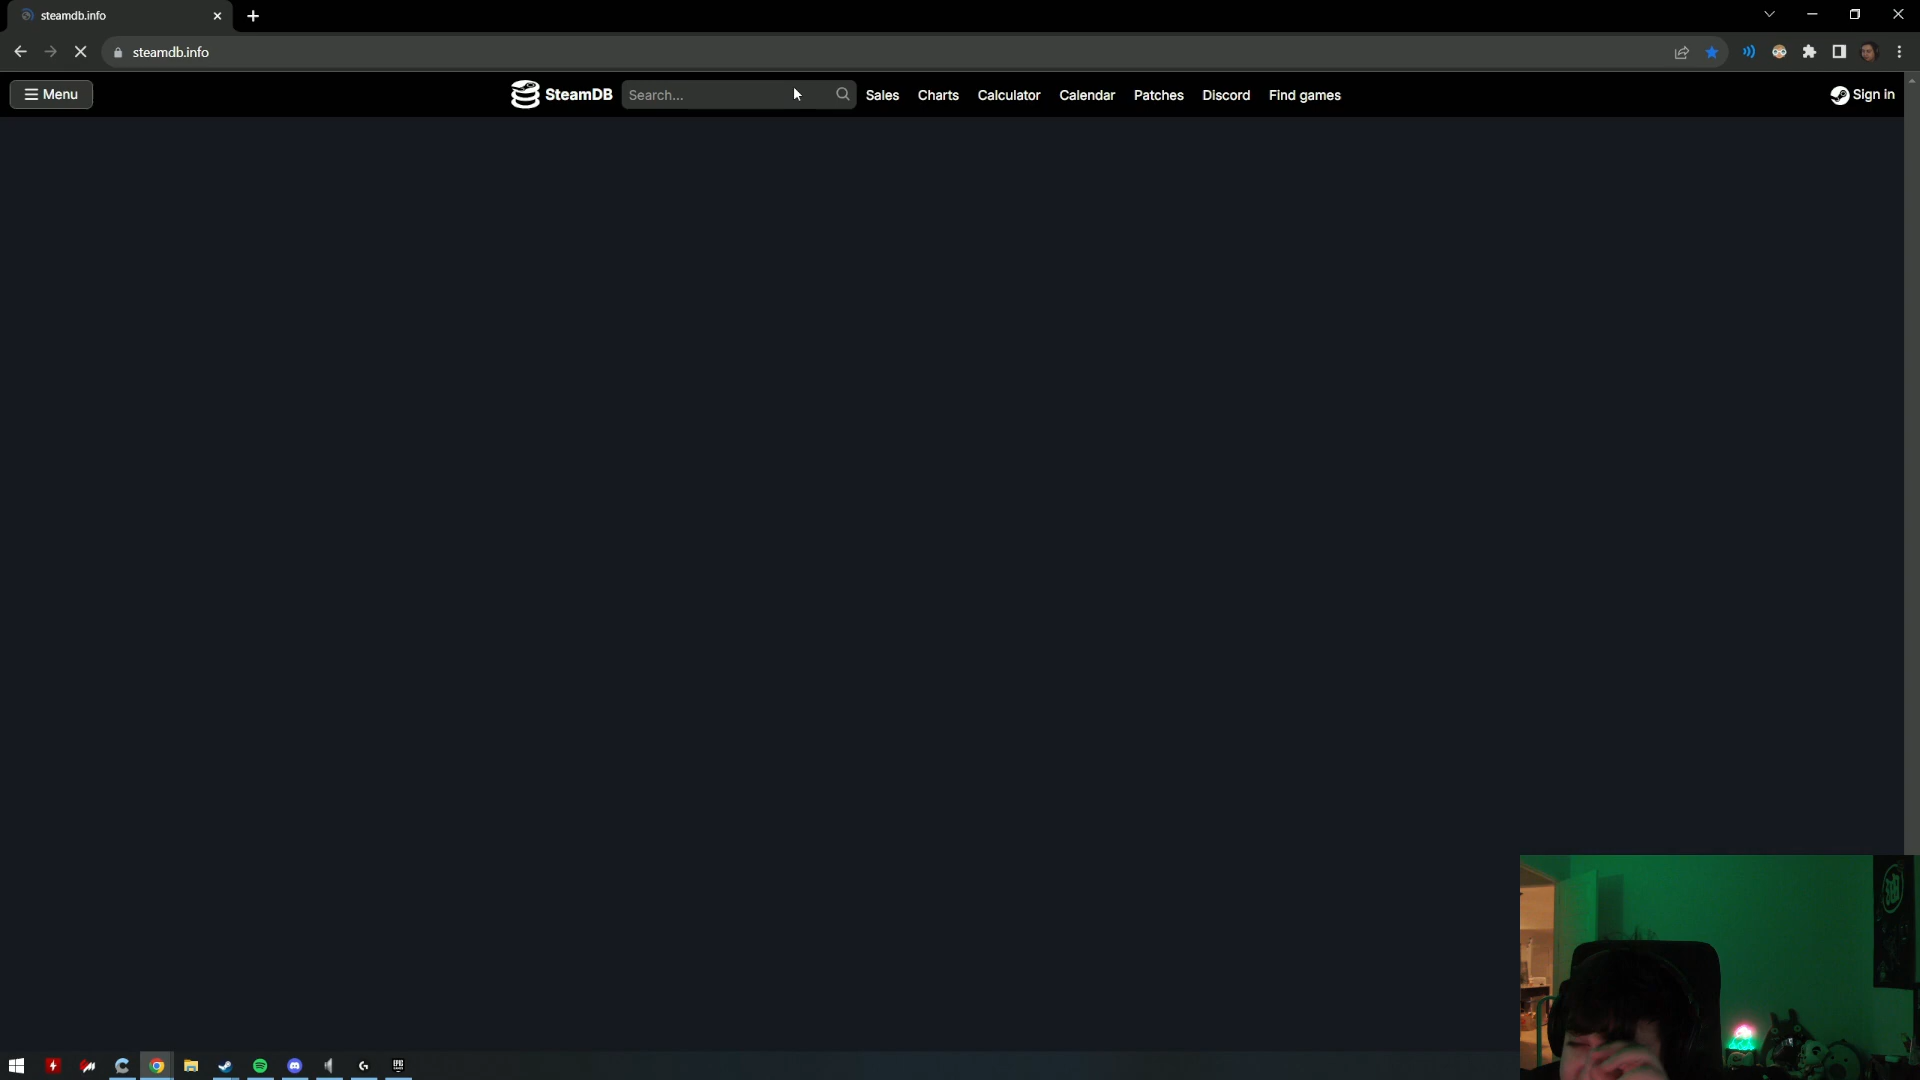 steamdb.info
steamdb.info
Menu
SteamDB
Search...
Sales
Charts
Calculator
Calendar
Patches
Discord
Find games
Sign in